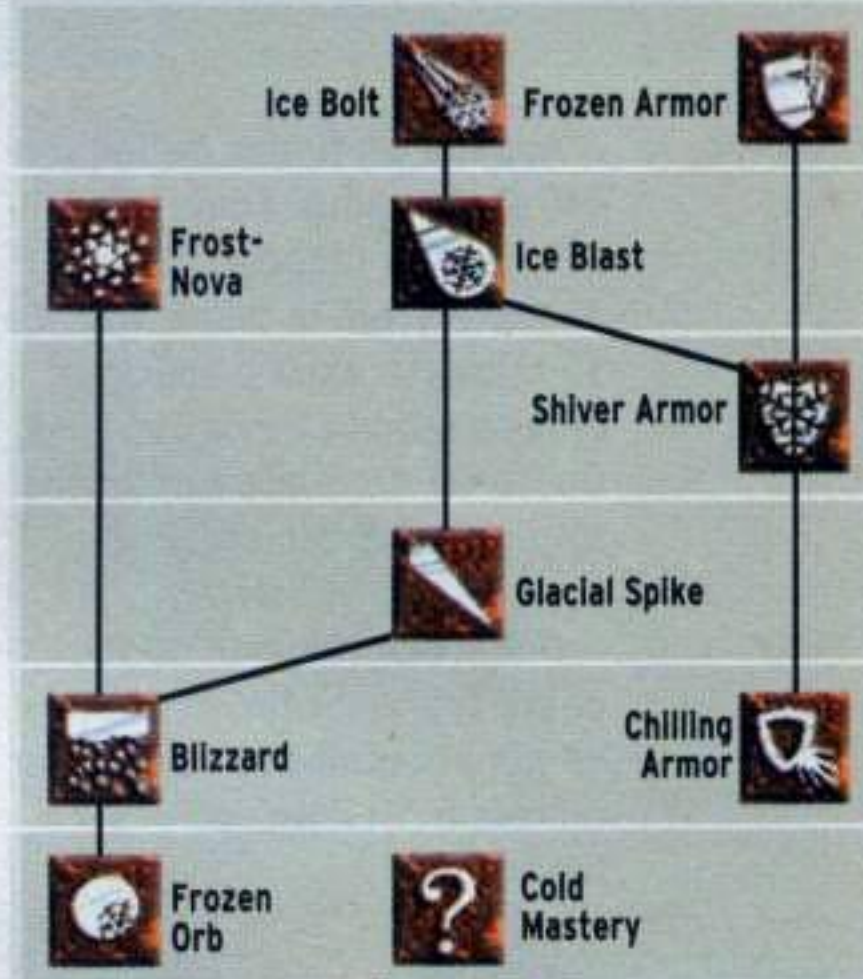 Ice Bolt
Frozen Armor
Frost-
Nova
Ice Blast
Shiver Armor
Glacial Spike
Blizzard
Chilling
Armor
Frozen
Orb
?
Cold
Mastery